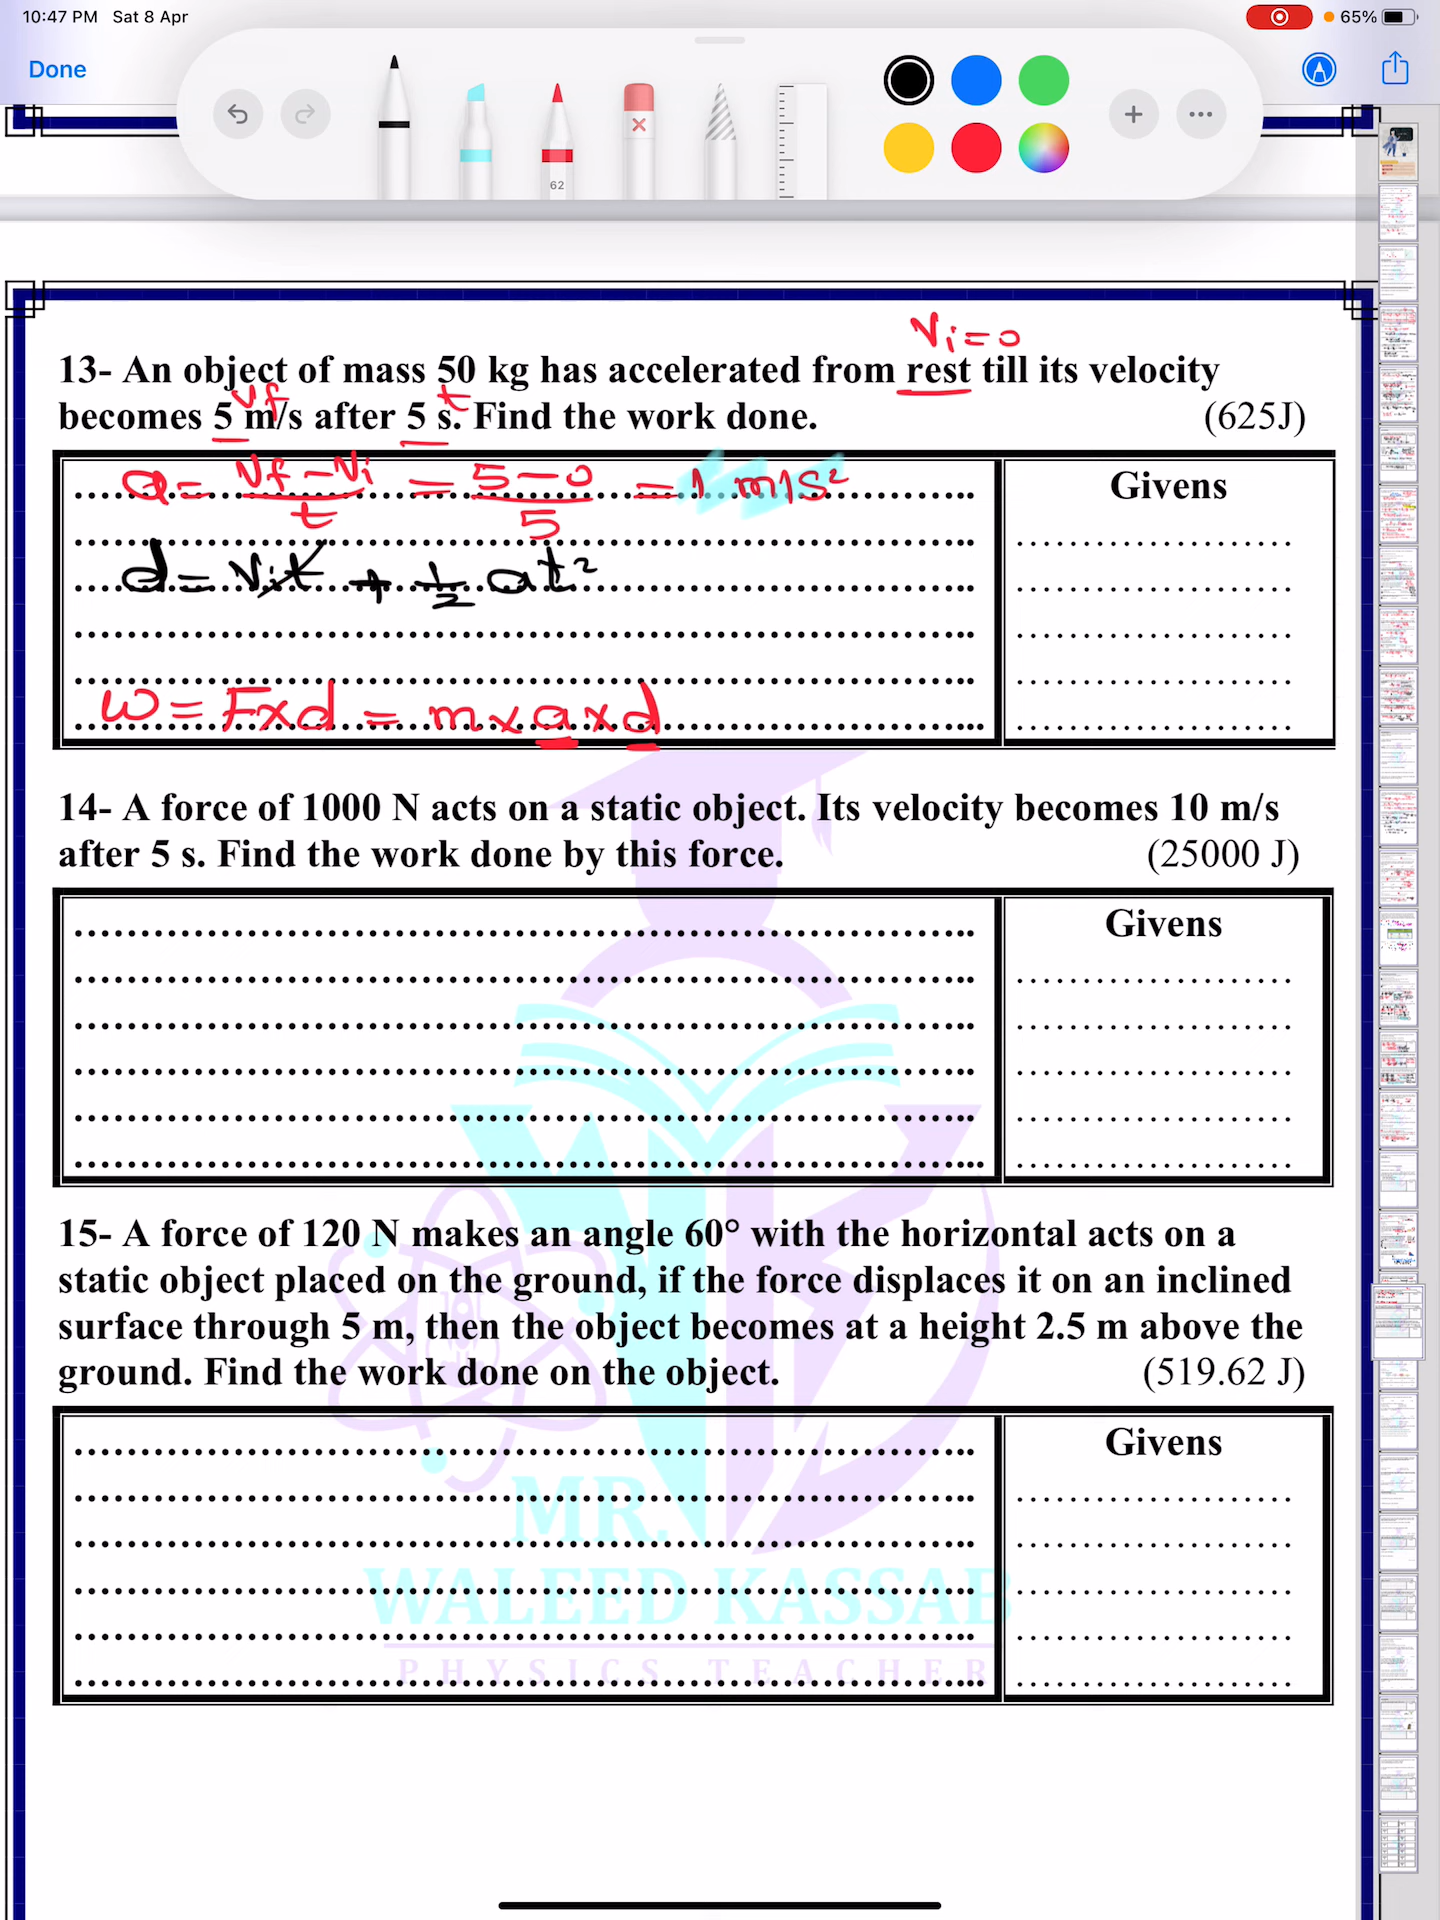 10:47 PM Sat 8 Apr
65%
Done
62
Vi=0
13- An object of mass 50 kg has accelerated from rest till its velocity
vf t
becomes 5 m/s after 5 s. Find the work done. (625J)
a = Vf - Vi / t = 5-0 / 5 = 1 m/s²
Givens
d = Vit + 1/2 at²
W = Fxd = m x a x d
14- A force of 1000 N acts on a static object. Its velocity becomes 10 m/s
after 5 s. Find the work done by this force. (25000 J)
Givens
15- A force of 120 N makes an angle 60° with the horizontal acts on a
static object placed on the ground, if the force displaces it on an inclined
surface through 5 m, then the object becomes at a height 2.5 m above the
ground. Find the work done on the object. (519.62 J)
Givens
MR.
WALEED KASSAB
PHYSICS TEACHER